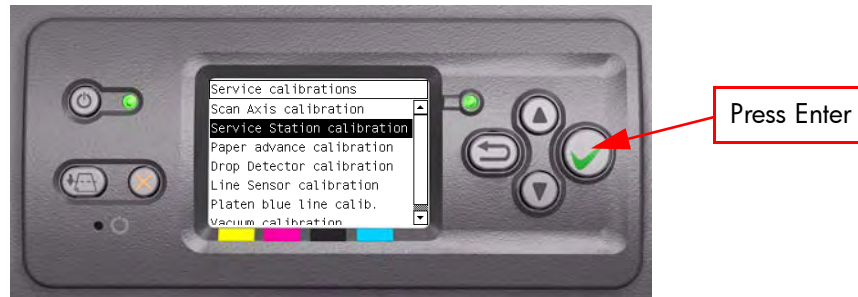 Service calibrations
Scan Axis calibration
Service Station calibration
Paper advance calibration
Drop Detector calibration
Line Sensor calibration
Platen blue line calib.
Vacuum calibration
Press Enter